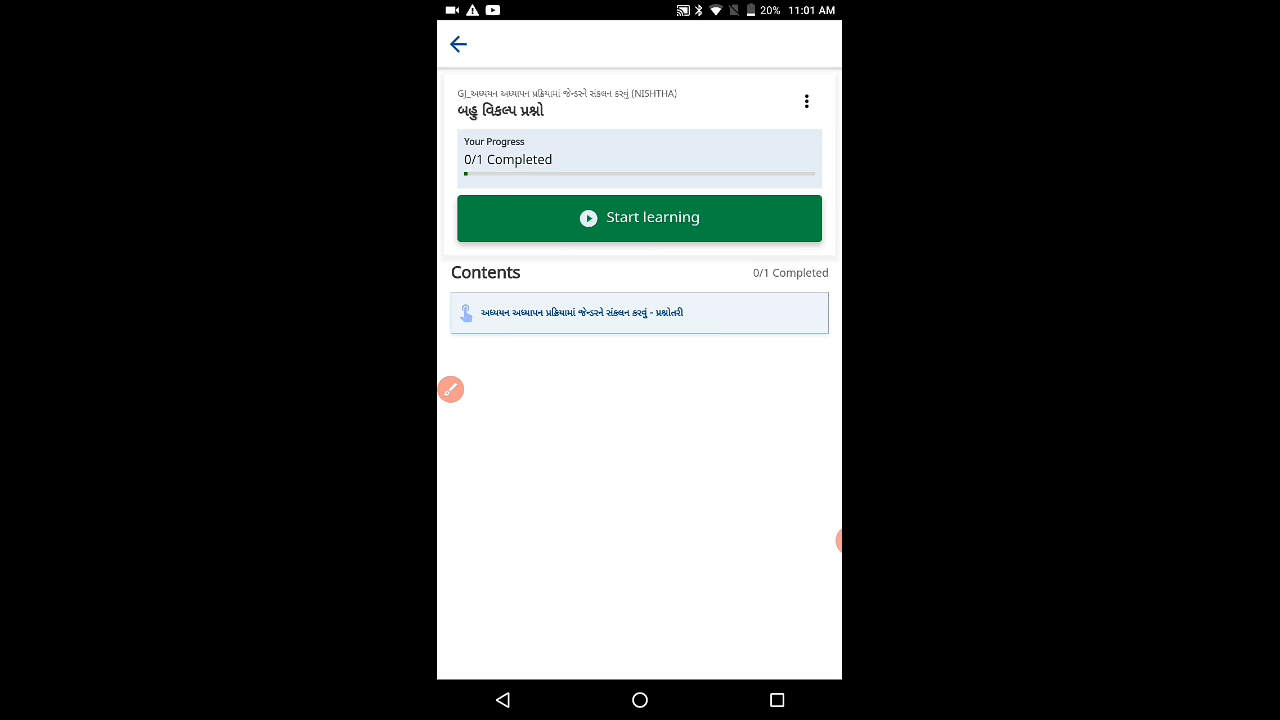 20% 11:01 AM
GJ_અધ્યયન અધ્યાપન પ્રક્રિયામાં જેન્ડરને સંકલન કરવું (NISHTHA)
બહુ વિકલ્પ પ્રશ્નો
Your Progress
0/1 Completed
Start learning
Contents 0/1 Completed
અધ્યયન અધ્યાપન પ્રક્રિયામાં જેન્ડરને સંકલન કરવું - પ્રશ્નોતરી